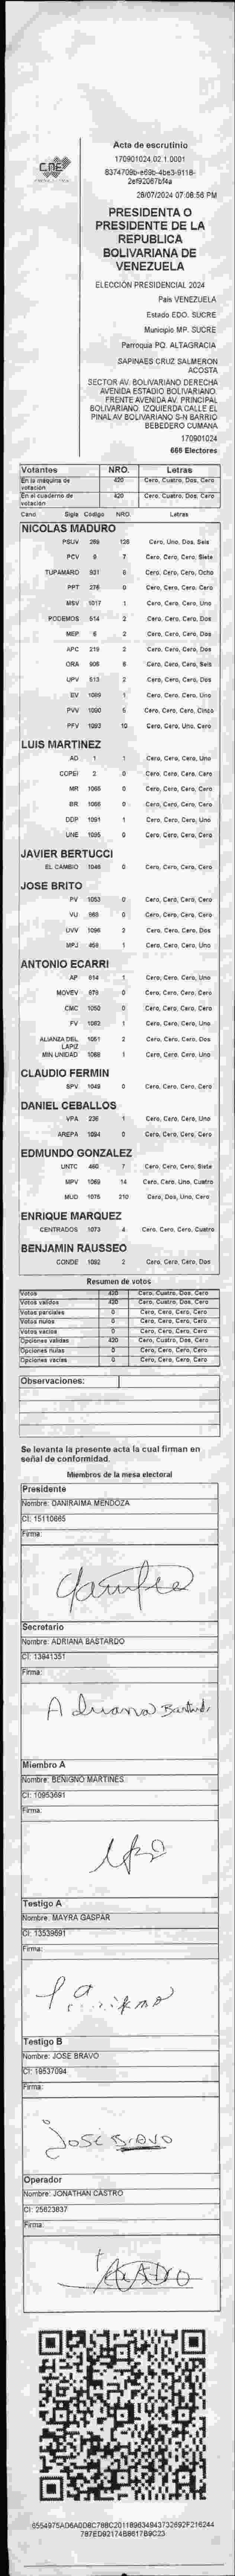 CNE
Acta de escrutinio
170901024.02.1.0001
8374709b-e69b-4be3-9118-
2ef92067bf4a
28/07/2024 07:06:56 PM
PRESIDENTA O
PRESIDENTE DE LA
REPUBLICA
BOLIVARIANA DE
VENEZUELA
ELECCIÓN PRESIDENCIAL 2024
País VENEZUELA
Estado EDO. SUCRE
Municipio MP. SUCRE
Parroquia PQ. ALTAGRACIA
SAPINAES CRUZ SALMERON
ACOSTA
SECTOR AV. BOLIVARIANO DERECHA
AVENIDA ESTADIO BOLIVARIANO.
FRENTE AVENIDA AV. PRINCIPAL
BOLIVARIANO. IZQUIERDA CALLE EL
PINAL AV BOLIVARIANO S-N BARRIO
BEBEDERO CUMANA
170901024
666 Electores
Votantes NRO. Letras
En la máquina de votación 420 Cero, Cuatro, Dos, Cero
En el cuaderno de votación 420 Cero, Cuatro, Dos, Cero
Cand Sigla Código NRO. Letras
NICOLAS MADURO
PSUV 126 Cero, Uno, Dos, Seis
PCV 7 Cero, Cero, Cero, Siete
TUPAMARO 931 8 Cero, Cero, Cero, Ocho
PPT 276 0 Cero, Cero, Cero, Cero
MSV 1017 1 Cero, Cero, Cero, Uno
PODEMOS 514 2 Cero, Cero, Cero, Dos
MEP 2 Cero, Cero, Cero, Dos
APC 219 2 Cero, Cero, Cero, Dos
ORA 906 6 Cero, Cero, Cero, Seis
UPV 513 2 Cero, Cero, Cero, Dos
EV 1089 1 Cero, Cero, Cero, Uno
PVV 1090 5 Cero, Cero, Cero, Cinco
PFV 1093 10 Cero, Cero, Uno, Cero
LUIS MARTINEZ
AD 1 1 Cero, Cero, Cero, Uno
COPEI 2 0 Cero, Cero, Cero, Cero
MR 1065 0 Cero, Cero, Cero, Cero
BR 1066 0 Cero, Cero, Cero, Cero
DDP 1091 1 Cero, Cero, Cero, Uno
UNE 1095 0 Cero, Cero, Cero, Cero
JAVIER BERTUCCI
EL CAMBIO 1048 0 Cero, Cero, Cero, Cero
JOSE BRITO
PV 1053 0 Cero, Cero, Cero, Cero
VU 969 0 Cero, Cero, Cero, Cero
UVV 1096 2 Cero, Cero, Cero, Dos
MPJ 458 1 Cero, Cero, Cero, Uno
ANTONIO ECARRI
AP 814 1 Cero, Cero, Cero, Uno
MOVEV 979 0 Cero, Cero, Cero, Cero
CMC 1050 0 Cero, Cero, Cero, Cero
FV 1083 1 Cero, Cero, Cero, Uno
ALIANZA DEL LAPIZ 1051 2 Cero, Cero, Cero, Dos
MIN UNIDAD 1088 1 Cero, Cero, Cero, Uno
CLAUDIO FERMIN
SPV 1049 0 Cero, Cero, Cero, Cero
DANIEL CEBALLOS
VPA 236 1 Cero, Cero, Cero, Uno
AREPA 1094 0 Cero, Cero, Cero, Cero
EDMUNDO GONZALEZ
UNTC 460 7 Cero, Cero, Cero, Siete
MPV 1069 14 Cero, Cero, Uno, Cuatro
MUD 1075 210 Cero, Dos, Uno, Cero
ENRIQUE MARQUEZ
CENTRADOS 1073 4 Cero, Cero, Cero, Cuatro
BENJAMIN RAUSSEO
CONDE 1092 2 Cero, Cero, Cero, Dos
Resumen de votos
Votos 420 Cero, Cuatro, Dos, Cero
Votos válidos 420 Cero, Cuatro, Dos, Cero
Votos parciales 0 Cero, Cero, Cero, Cero
Votos nulos 0 Cero, Cero, Cero, Cero
Votos vacíos 0 Cero, Cero, Cero, Cero
Opciones válidas 420 Cero, Cuatro, Dos, Cero
Opciones nulas 0 Cero, Cero, Cero, Cero
Opciones vacías 0 Cero, Cero, Cero, Cero
Observaciones:
Se levanta la presente acta la cual firman en
señal de conformidad.
Miembros de la mesa electoral
Presidente
Nombre: DANIRAIMA MENDOZA
CI: 15110665
Firma:
Secretario
Nombre: ADRIANA BASTARDO
CI: 13941351
Firma:
Adriana Bastardo
Miembro A
Nombre: BENIGNO MARTINES
CI: 10953691
Firma:
Testigo A
Nombre: MAYRA GASPAR
CI: 13539691
Firma:
Testigo B
Nombre: JOSE BRAVO
CI: 18537094
Firma:
JOSE BRAVO
Operador
Nombre: JONATHAN CASTRO
CI: 25623837
Firma: